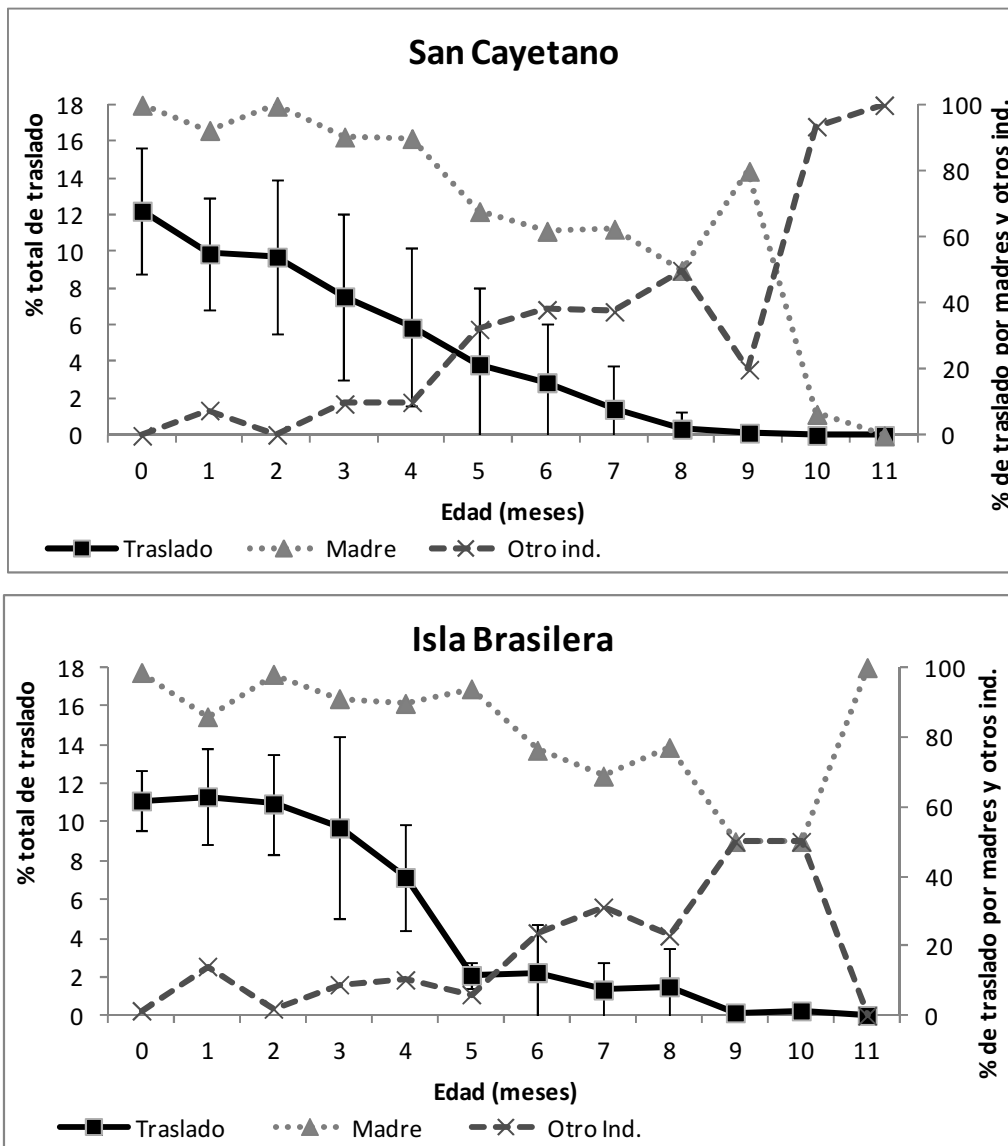 San Cayetano
% total de traslado
18
16
14
12
10
8
6
4
2
0
100
80
60
40
20
0
% de traslado por madres y otros ind.
0 1 2 3 4 5 6 7 8 9 10 11
Edad (meses)
Traslado Madre Otro ind.
Isla Brasilera
% total de traslado
18
16
14
12
10
8
6
4
2
0
100
80
60
40
20
0
% de traslado por madres y otros ind.
0 1 2 3 4 5 6 7 8 9 10 11
Edad (meses)
Traslado Madre Otro Ind.